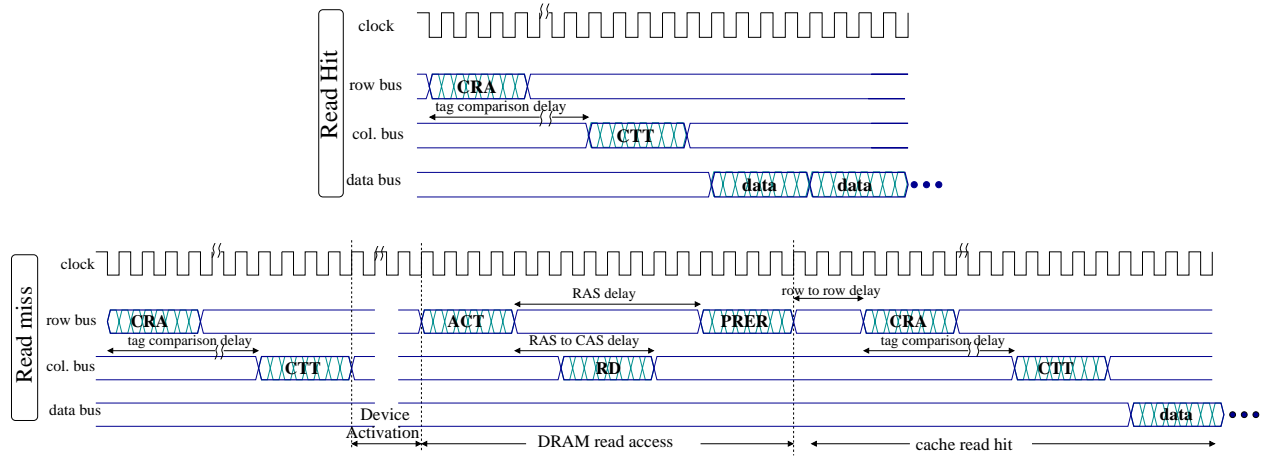 Read Hit
clock
row bus
CRA
tag comparison delay
col. bus
CTT
data bus
data data
Read miss
clock
row to row delay
RAS delay
row bus
CRA ACT PRER CRA
tag comparison delay RAS to CAS delay tag comparison delay
col. bus
CTT RD CTT
data bus
data
Device
Activation
DRAM read access
cache read hit